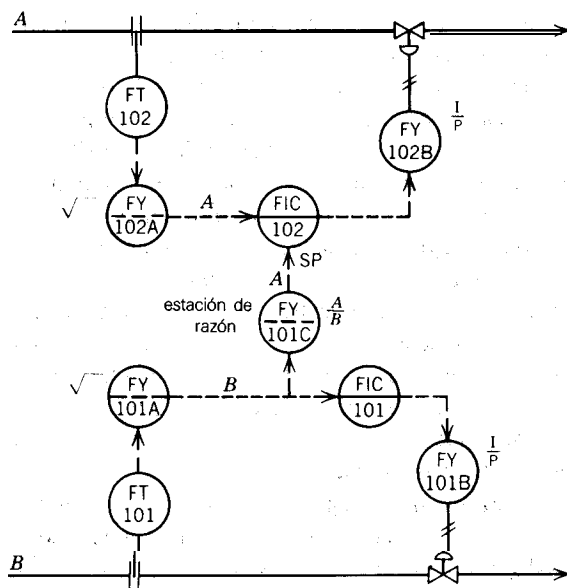 A
FT
102
I
P
FY
102B
√
FY
102A
A
FIC
102
SP
A
estación de
razón
FY
101C
A
B
√
FY
101A
B
FIC
101
I
P
FY
101B
FT
101
B